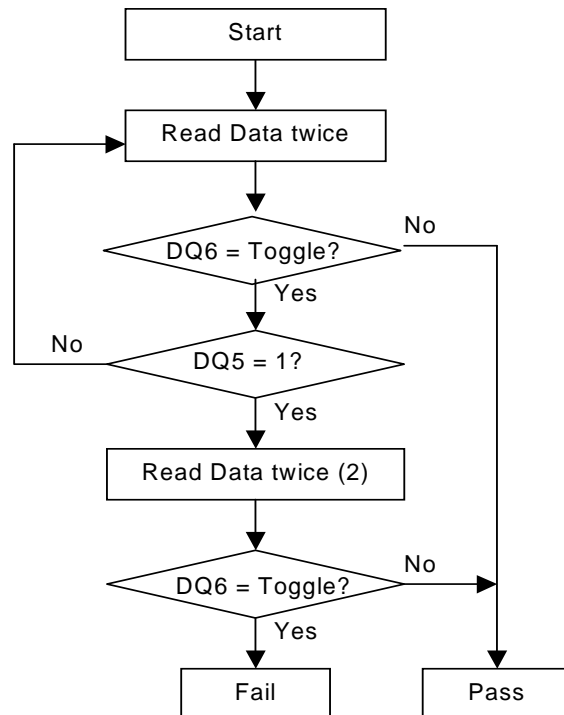 Start
Read Data twice
No
DQ6 = Toggle?
Yes
No
DQ5 = 1?
Yes
Read Data twice (2)
No
DQ6 = Toggle?
Yes
Fail
Pass